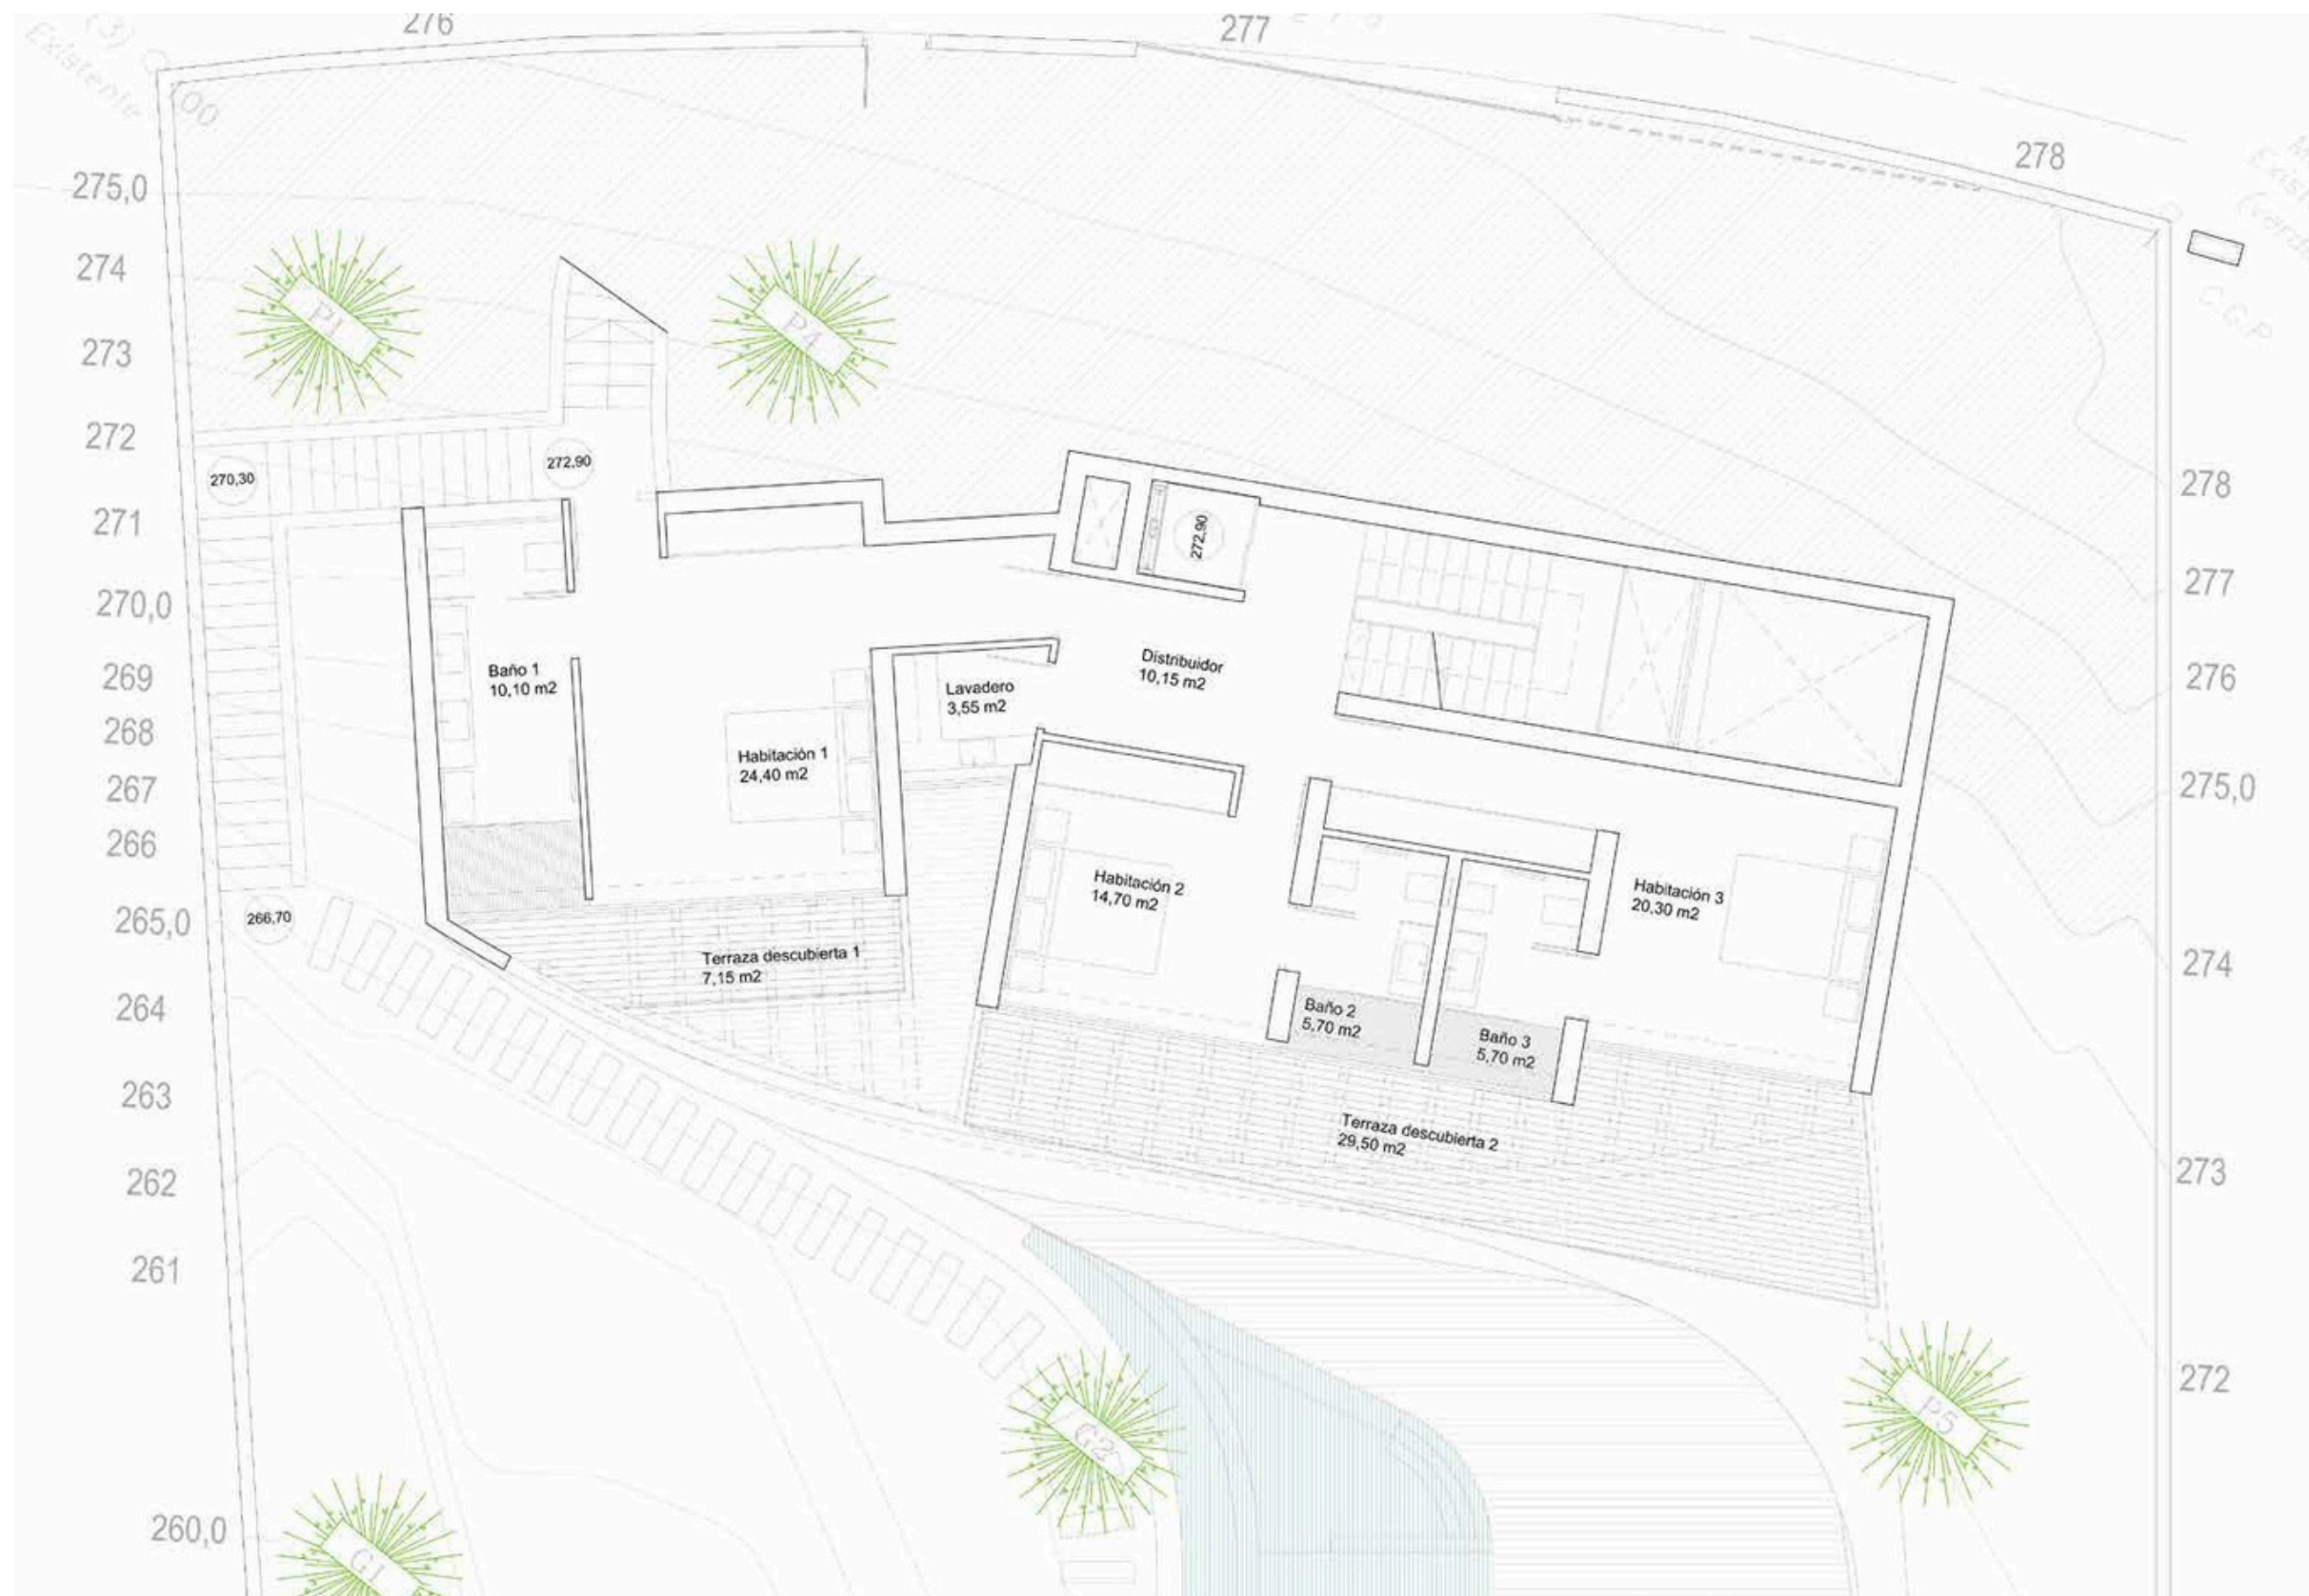 276
277
278
(3)
Existente
00
275,0
274
273
272
271
270,0
269
268
267
266
265,0
264
263
262
261
260,0
P1
P4
C.G.P
270,30
272,90
272,90
Baño 1
10,10 m2
Habitación 1
24,40 m2
Lavadero
3,55 m2
Distribuidor
10,15 m2
Habitación 2
14,70 m2
Habitación 3
20,30 m2
Baño 2
5,70 m2
Baño 3
5,70 m2
Terraza descubierta 1
7,15 m2
Terraza descubierta 2
29,50 m2
266,70
278
277
276
275,0
274
273
272
G2
P5
G1